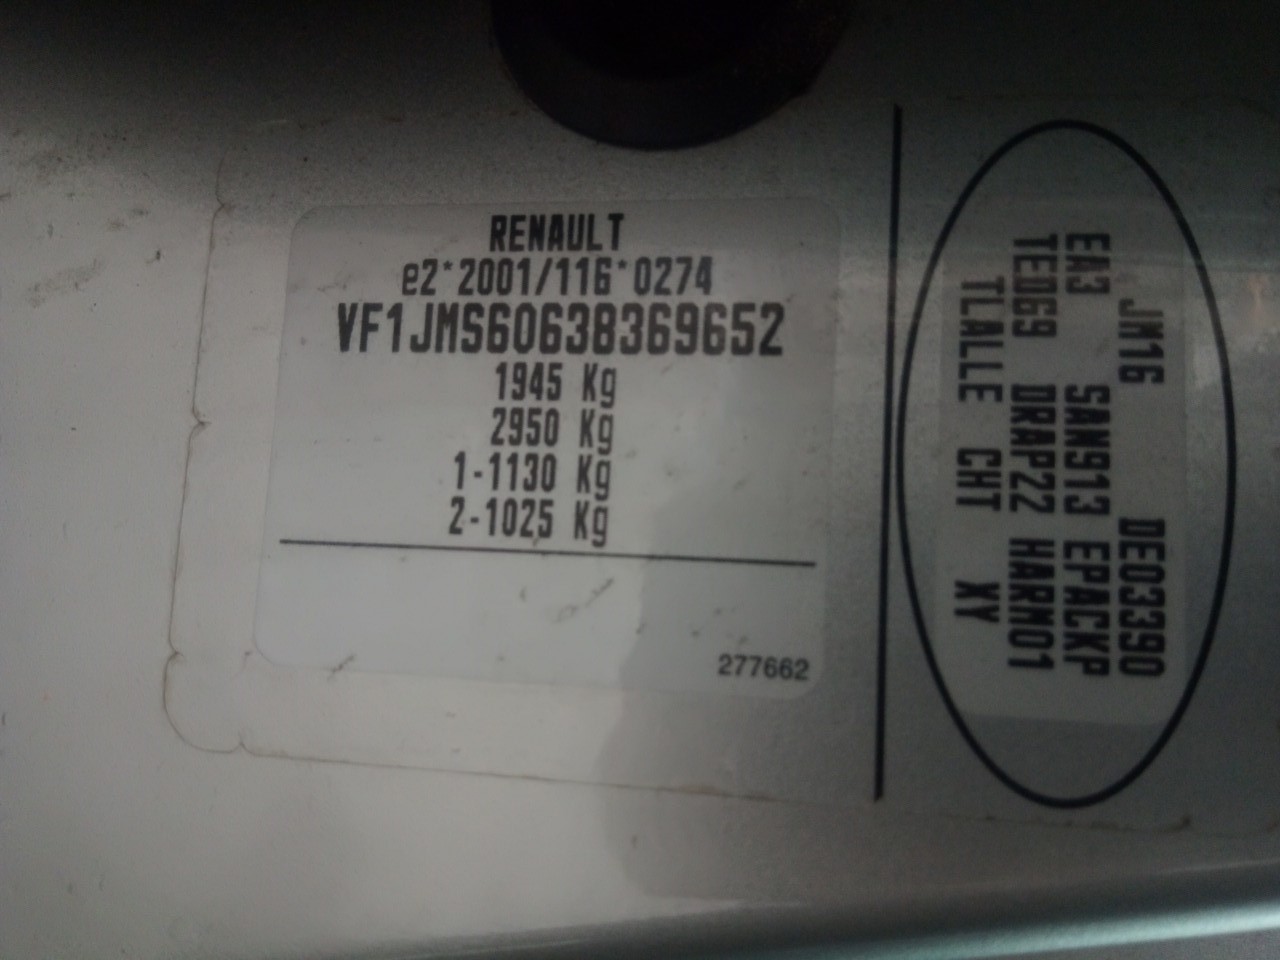 RENAULT
e2*2001/116*0274
VF1JMS60638369652
1945 Kg
2950 Kg
1-1130 Kg
2-1025 Kg
277662
JM16 DE03390
EA3 SAN913 EPACKP
TED69 DRAP22 HARM01
TLALLE CHT XY